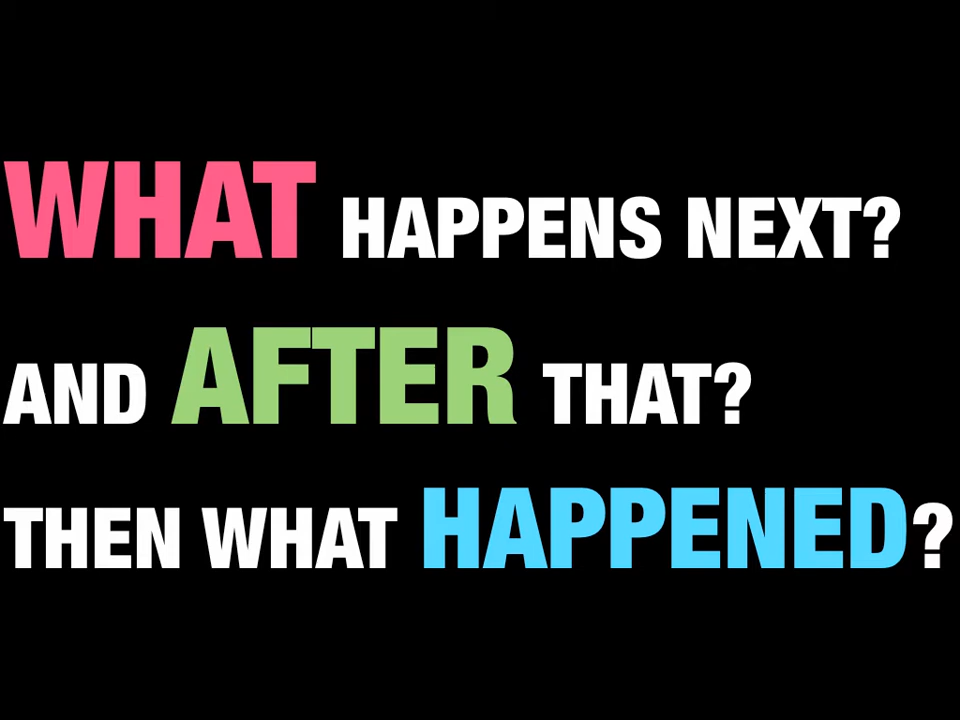 WHAT HAPPENS NEXT?
AND AFTER THAT?
THEN WHAT HAPPENED?